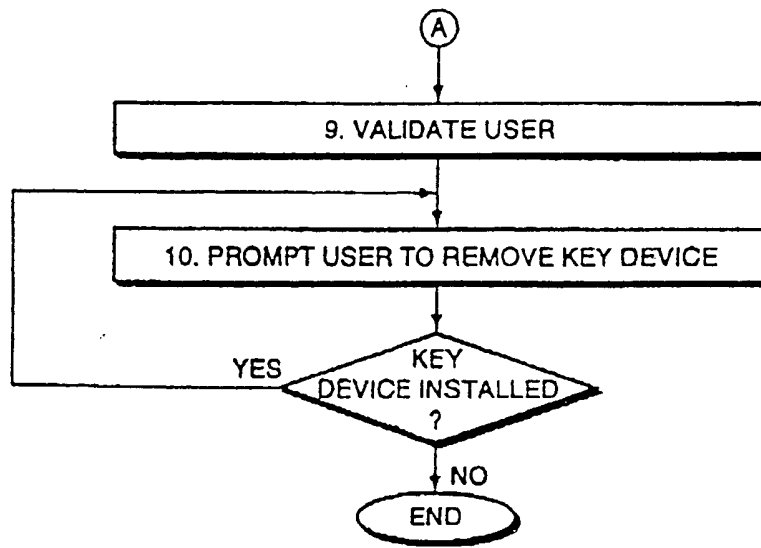 A
9. VALIDATE USER
10. PROMPT USER TO REMOVE KEY DEVICE
YES
KEY
DEVICE INSTALLED
?
NO
END